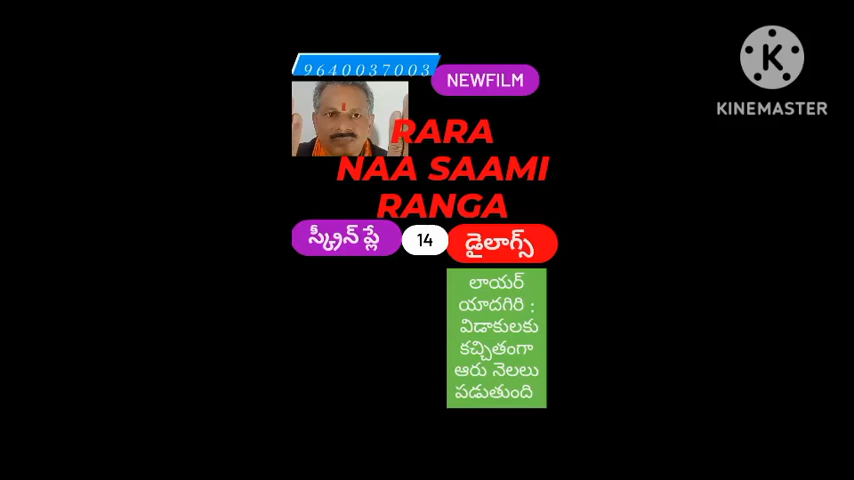 9640037003
NEWFILM
KINEMASTER
RARA
NAA SAAMI
RANGA
స్క్రీన్ ప్లే
14
డైలాగ్స్
లాయర్
యాదగిరి :
విడాకులకు
కచ్చితంగా
ఆరు నెలలు
పడుతుంది